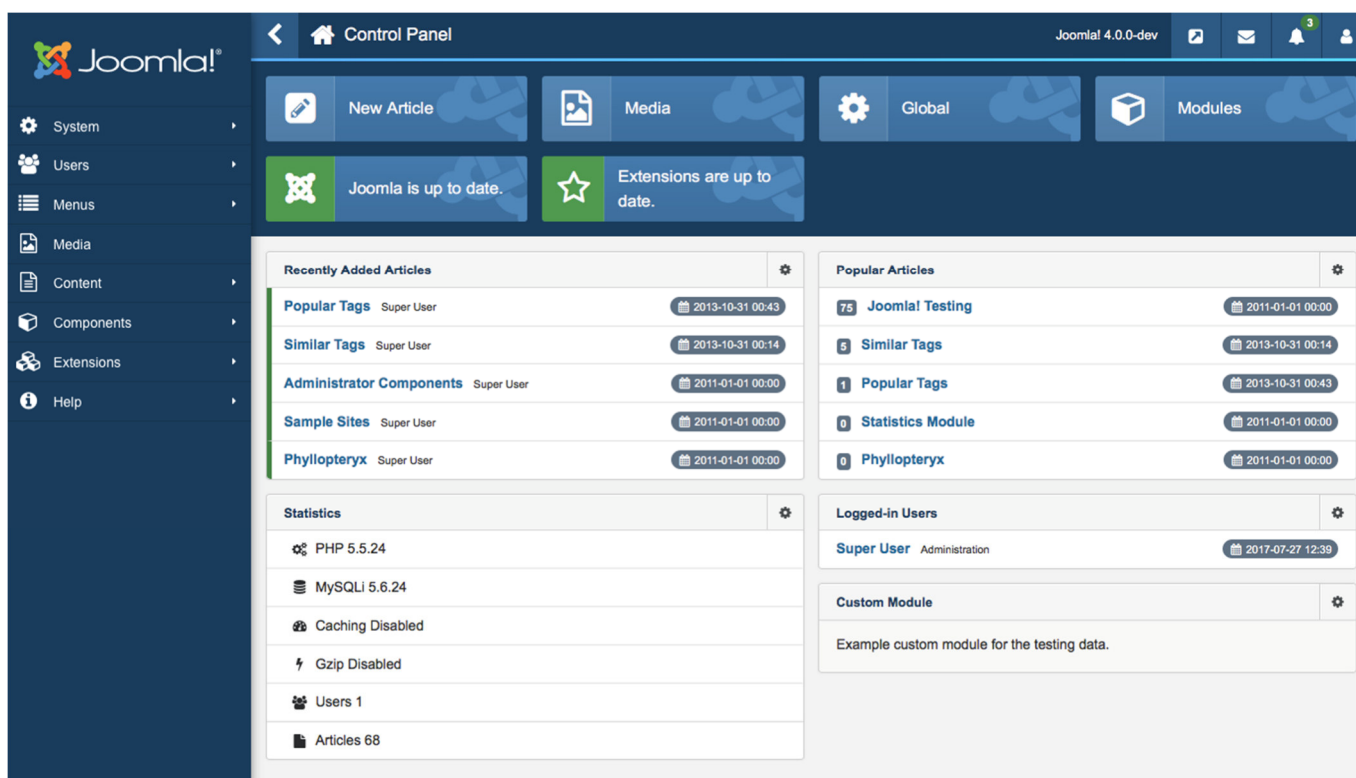 Joomla!®
System
Users
Menus
Media
Content
Components
Extensions
Help
Control Panel
Joomla! 4.0.0-dev
3
New Article
Media
Global
Modules
Joomla is up to date.
Extensions are up to
date.
Recently Added Articles
Popular Tags Super User 2013-10-31 00:43
Similar Tags Super User 2013-10-31 00:14
Administrator Components Super User 2011-01-01 00:00
Sample Sites Super User 2011-01-01 00:00
Phyllopteryx Super User 2011-01-01 00:00
Popular Articles
75 Joomla! Testing 2011-01-01 00:00
5 Similar Tags 2013-10-31 00:14
1 Popular Tags 2013-10-31 00:43
0 Statistics Module 2011-01-01 00:00
0 Phyllopteryx 2011-01-01 00:00
Statistics
PHP 5.5.24
MySQLi 5.6.24
Caching Disabled
Gzip Disabled
Users 1
Articles 68
Logged-in Users
Super User Administration 2017-07-27 12:39
Custom Module
Example custom module for the testing data.